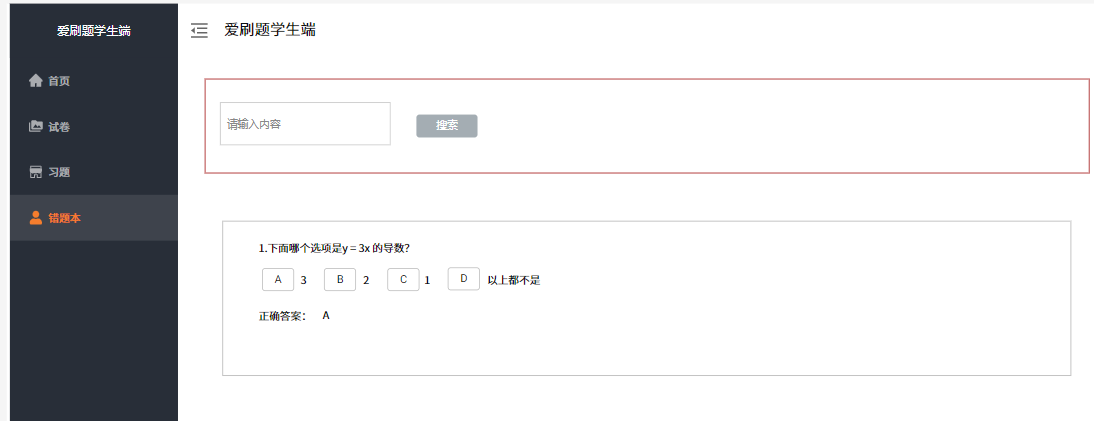 爱刷题学生端
首页
试卷
习题
错题本
爱刷题学生端
请输入内容
搜索
1.下面哪个选项是y = 3x 的导数？
A 3 B 2 C 1 D 以上都不是
正确答案： A